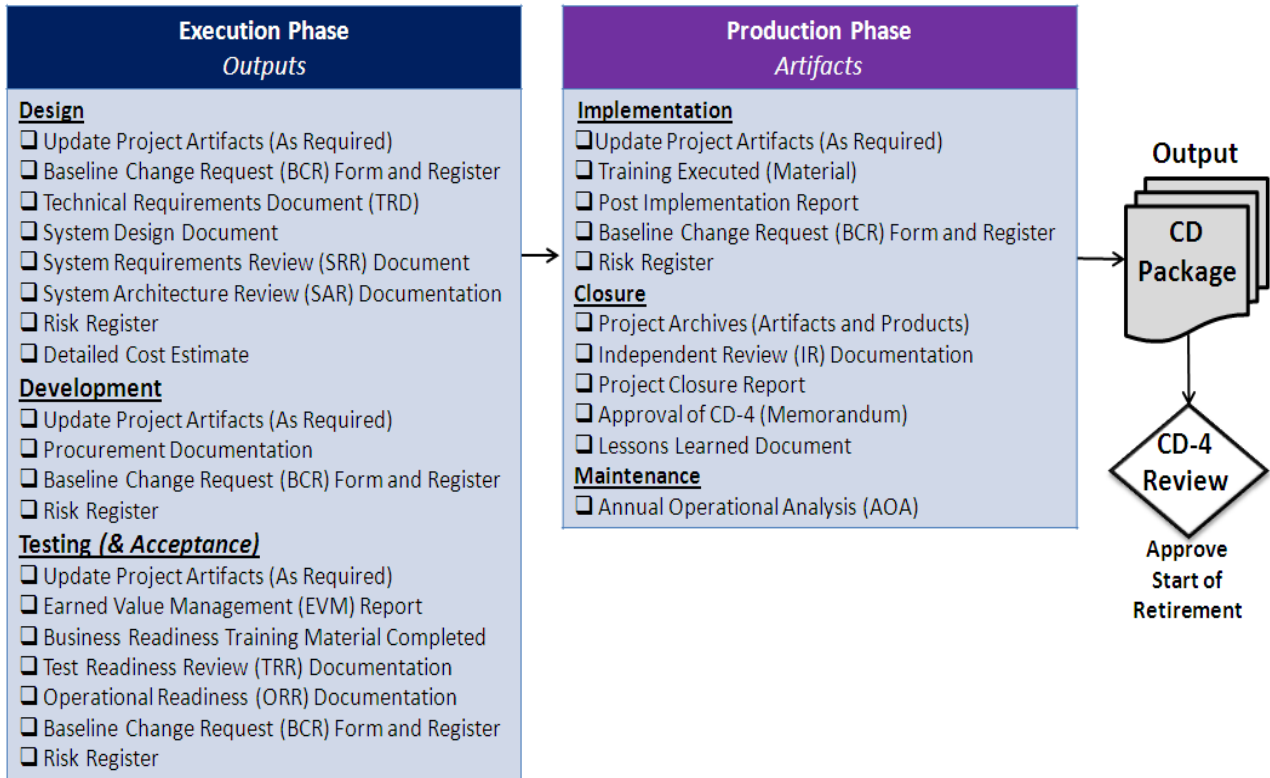 Execution Phase
Outputs
Design
❑ Update Project Artifacts (As Required)
❑ Baseline Change Request (BCR) Form and Register
❑ Technical Requirements Document (TRD)
❑ System Design Document
❑ System Requirements Review (SRR) Document
❑ System Architecture Review (SAR) Documentation
❑ Risk Register
❑ Detailed Cost Estimate
Development
❑ Update Project Artifacts (As Required)
❑ Procurement Documentation
❑ Baseline Change Request (BCR) Form and Register
❑ Risk Register
Testing (& Acceptance)
❑ Update Project Artifacts (As Required)
❑ Earned Value Management (EVM) Report
❑ Business Readiness Training Material Completed
❑ Test Readiness Review (TRR) Documentation
❑ Operational Readiness (ORR) Documentation
❑ Baseline Change Request (BCR) Form and Register
❑ Risk Register
Production Phase
Artifacts
Implementation
❑Update Project Artifacts (As Required)
❑ Training Executed (Material)
❑ Post Implementation Report
❑ Baseline Change Request (BCR) Form and Register
❑ Risk Register
Closure
❑ Project Archives (Artifacts and Products)
❑ Independent Review (IR) Documentation
❑ Project Closure Report
❑ Approval of CD-4 (Memorandum)
❑ Lessons Learned Document
Maintenance
❑ Annual Operational Analysis (AOA)
Output
CD
Package
CD-4
Review
Approve
Start of
Retirement